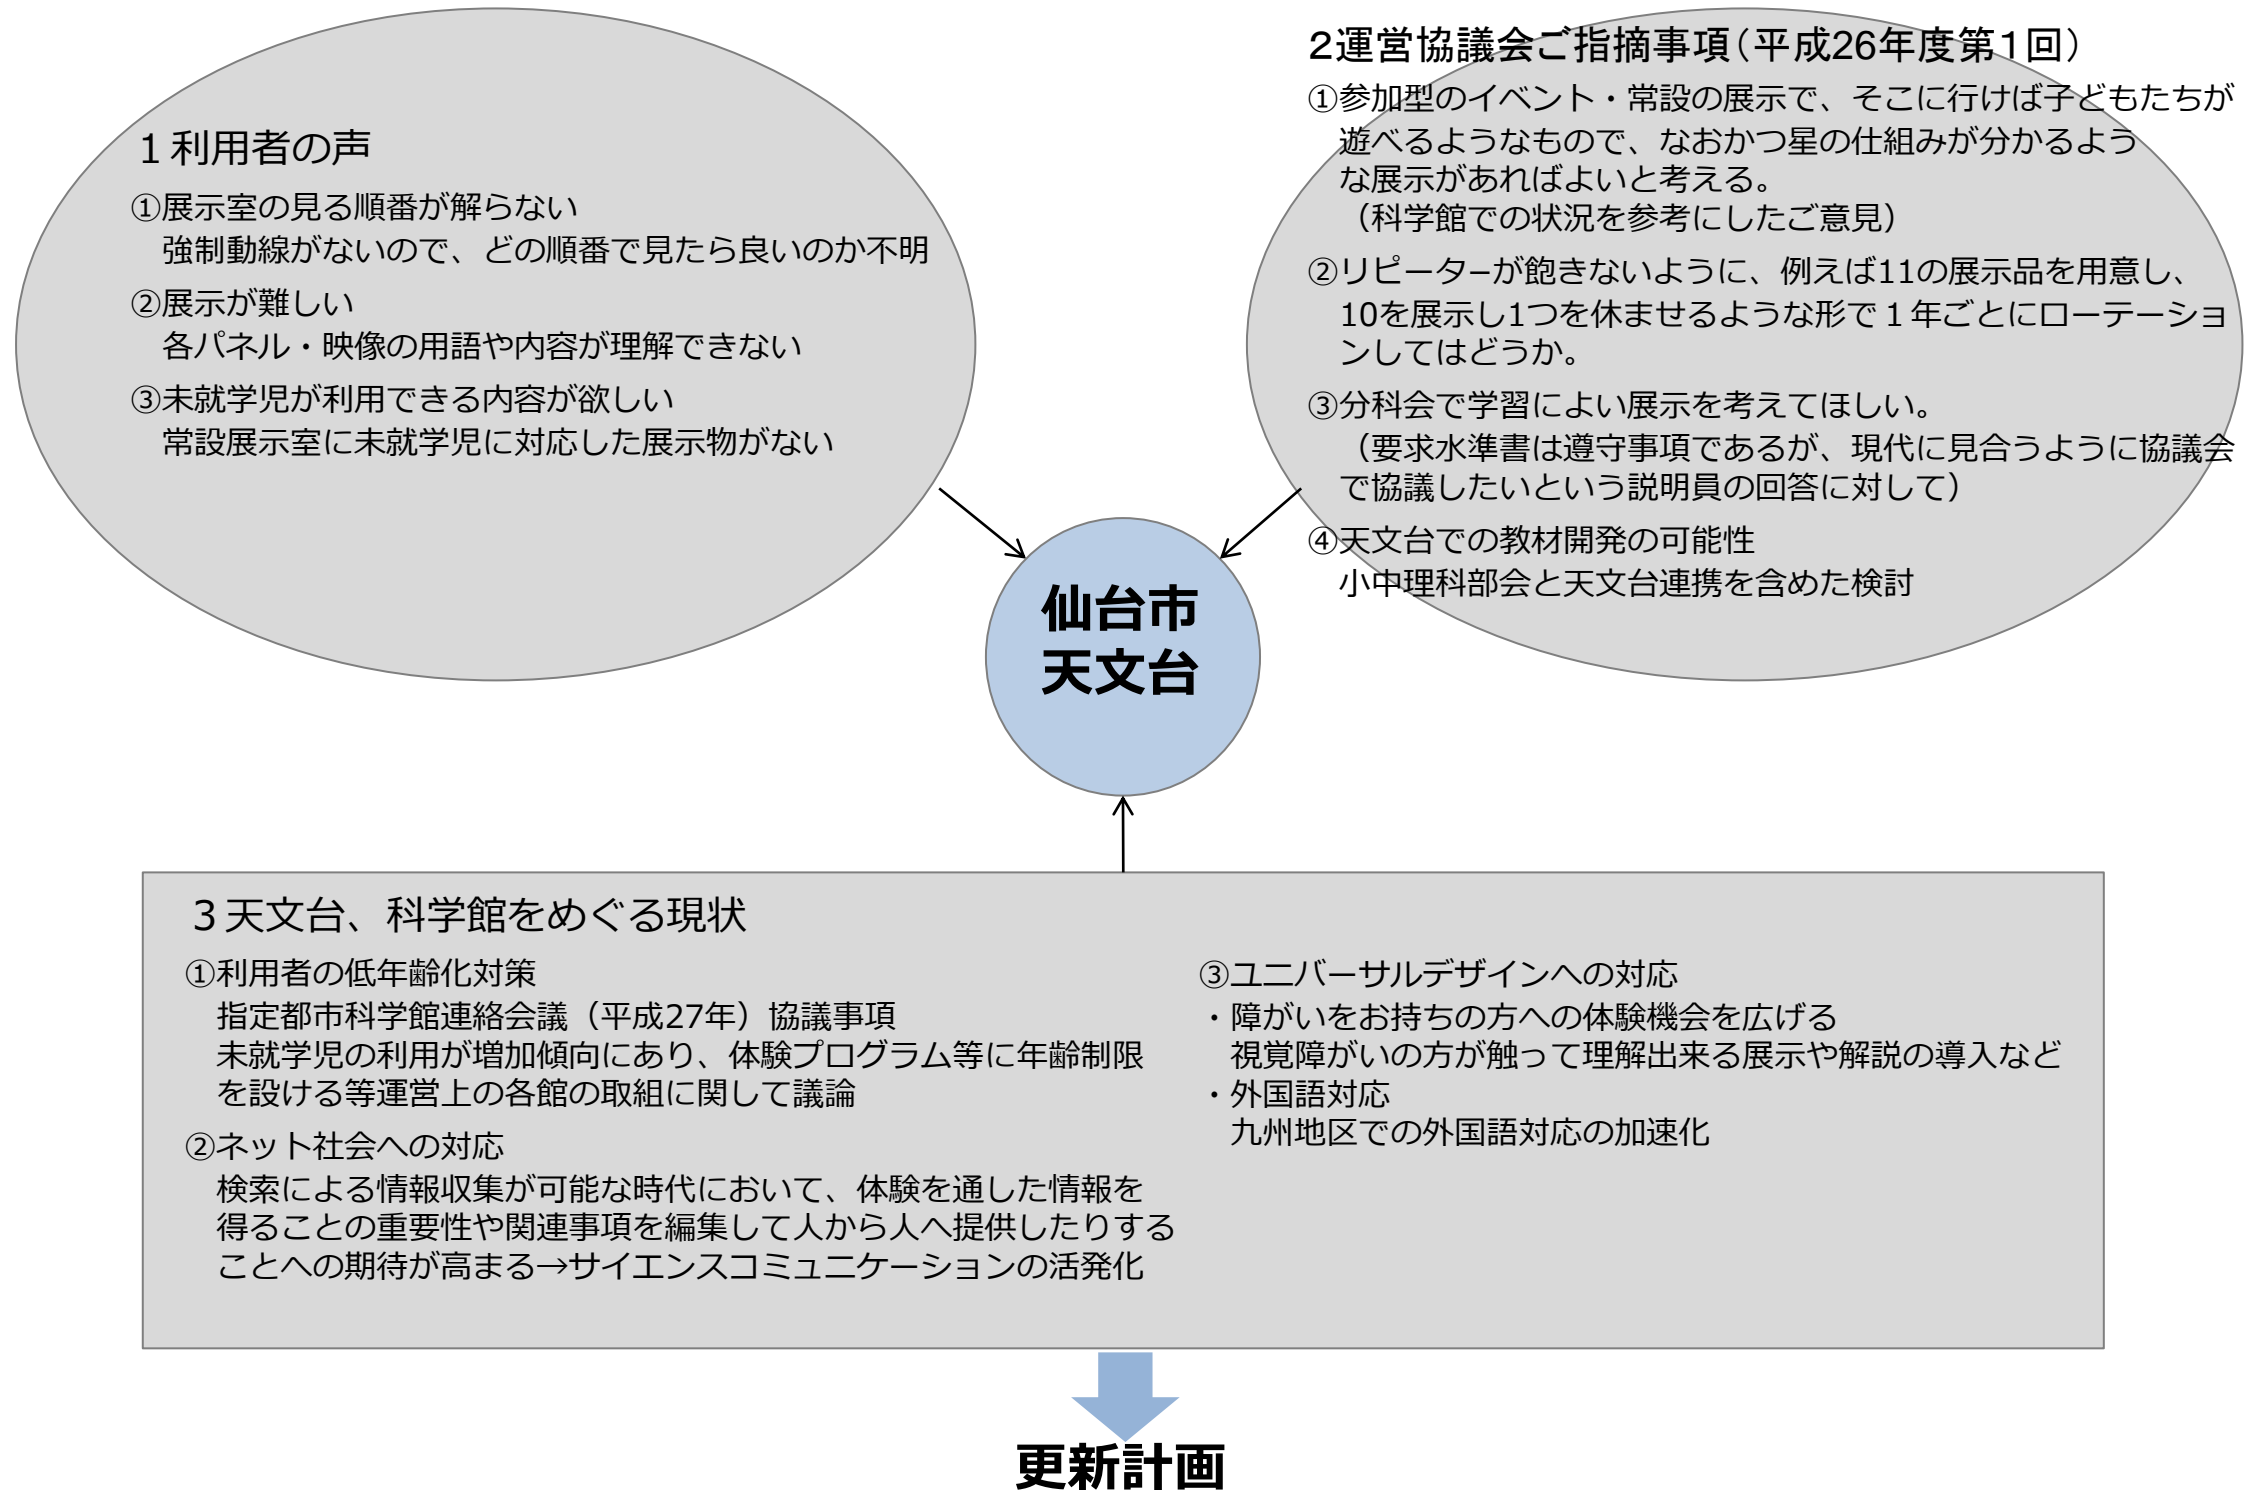 １利用者の声
①展示室の見る順番が解らない
強制動線がないので、どの順番で見たら良いのか不明
②展示が難しい
各パネル・映像の用語や内容が理解できない
③未就学児が利用できる内容が欲しい
常設展示室に未就学児に対応した展示物がない
２運営協議会ご指摘事項（平成26年度第１回）
①参加型のイベント・常設の展示で、そこに行けば子どもたちが
遊べるようなもので、なおかつ星の仕組みが分かるよう
な展示があればよいと考える。
（科学館での状況を参考にしたご意見）
②リピーターが飽きないように、例えば11の展示品を用意し、
10を展示し1つを休ませるような形で１年ごとにローテーショ
ンしてはどうか。
③分科会で学習によい展示を考えてほしい。
（要求水準書は遵守事項であるが、現代に見合うように協議会
で協議したいという説明員の回答に対して）
④天文台での教材開発の可能性
小中理科部会と天文台連携を含めた検討
仙台市
天文台
３天文台、科学館をめぐる現状
①利用者の低年齢化対策
指定都市科学館連絡会議（平成27年）協議事項
未就学児の利用が増加傾向にあり、体験プログラム等に年齢制限
を設ける等運営上の各館の取組に関して議論
②ネット社会への対応
検索による情報収集が可能な時代において、体験を通した情報を
得ることの重要性や関連事項を編集して人から人へ提供したりする
ことへの期待が高まる→サイエンスコミュニケーションの活発化
③ユニバーサルデザインへの対応
・障がいをお持ちの方への体験機会を広げる
視覚障がいの方が触って理解出来る展示や解説の導入など
・外国語対応
九州地区での外国語対応の加速化
更新計画